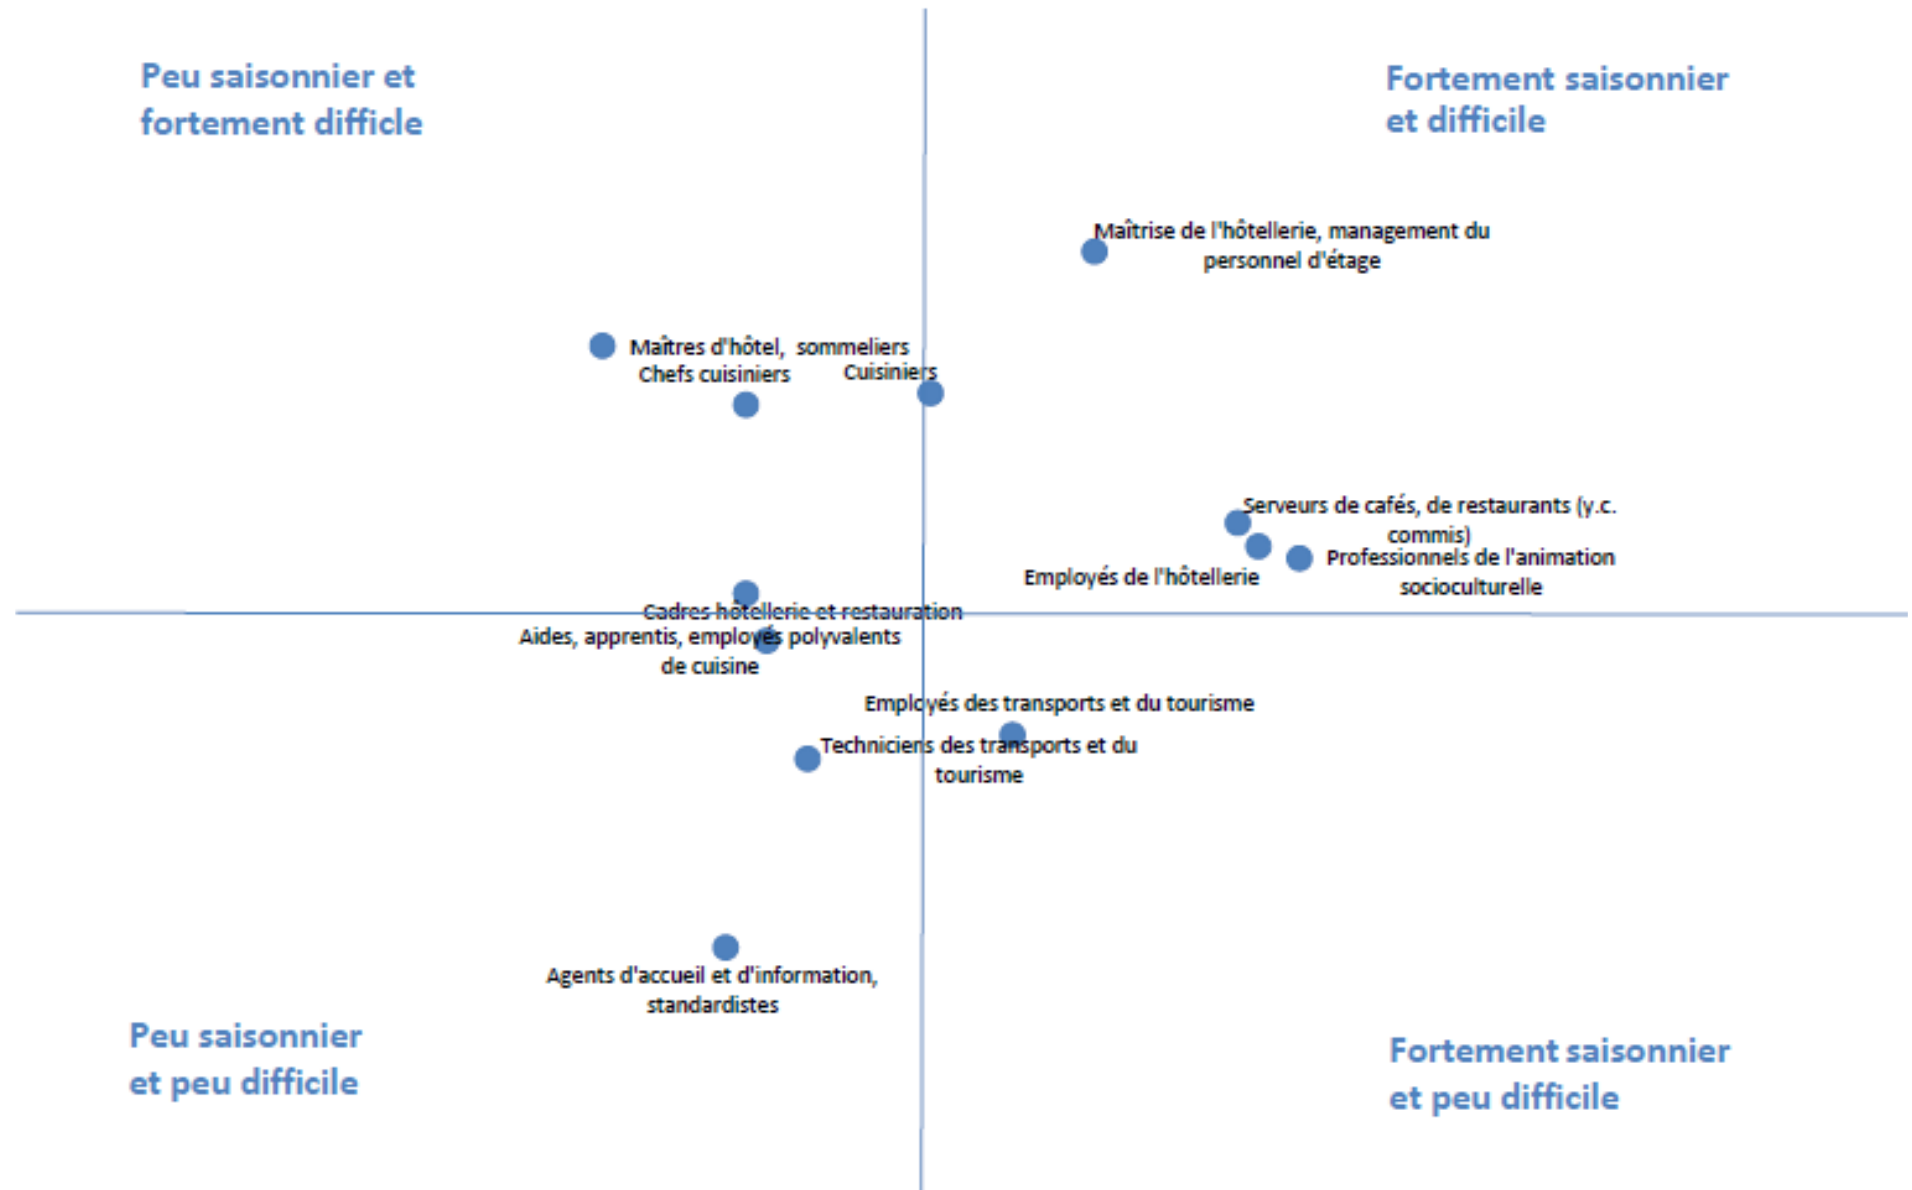 Peu saisonnier et
fortement difficle
Fortement saisonnier
et difficile
Maîtrise de l'hôtellerie, management du
personnel d'étage
Maîtres d'hôtel, sommeliers
Chefs cuisiniers
Cuisiniers
Serveurs de cafés, de restaurants (y.c.
commis)
Professionnels de l'animation
socioculturelle
Employés de l'hôtellerie
Cadres hôtellerie et restauration
Aides, apprentis, employés polyvalents
de cuisine
Employés des transports et du tourisme
Techniciens des transports et du
tourisme
Agents d'accueil et d'information,
standardistes
Peu saisonnier
et peu difficile
Fortement saisonnier
et peu difficile